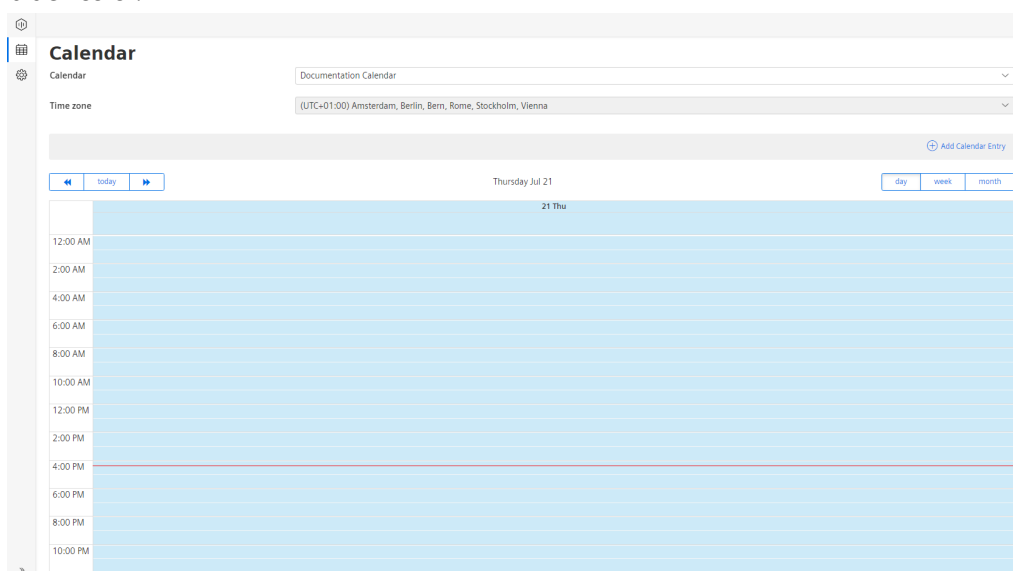 Calendar
Calendar
Documentation Calendar
Time zone
(UTC+01:00) Amsterdam, Berlin, Bern, Rome, Stockholm, Vienna
Add Calendar Entry
today
Thursday Jul 21
day week month
21 Thu
12:00 AM
2:00 AM
4:00 AM
6:00 AM
8:00 AM
10:00 AM
12:00 PM
2:00 PM
4:00 PM
6:00 PM
8:00 PM
10:00 PM